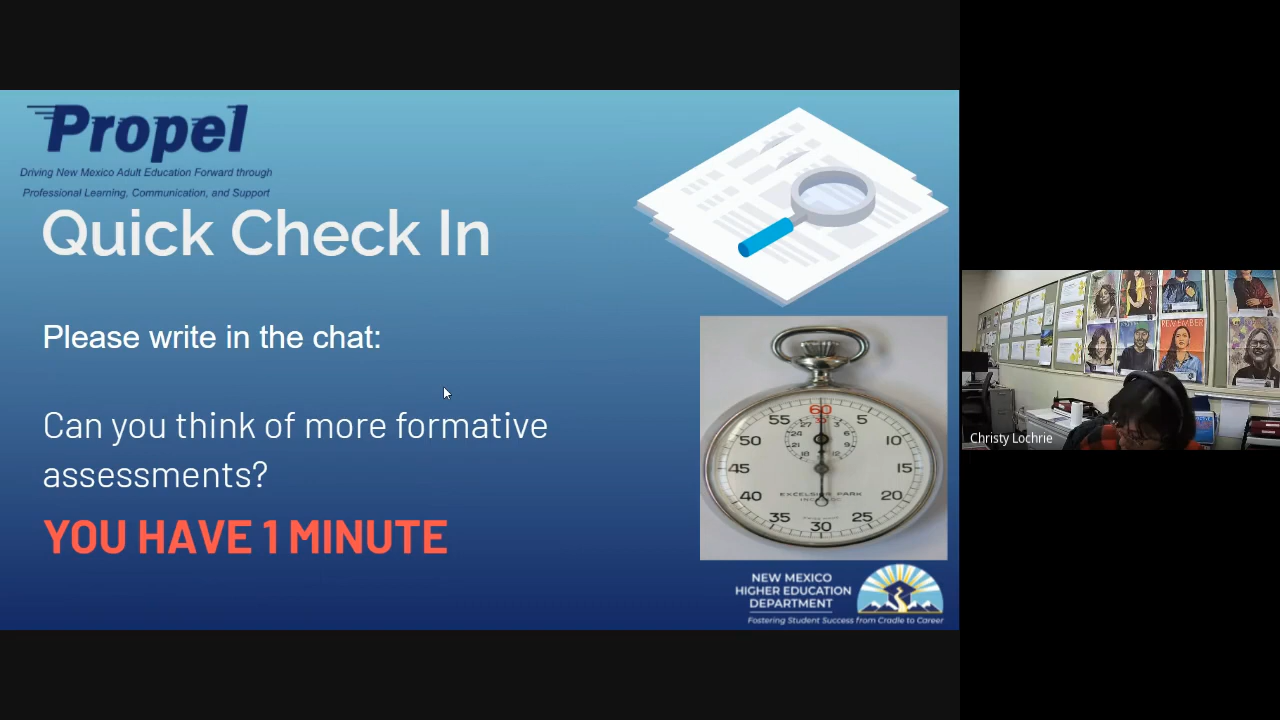 Propel
Driving New Mexico Adult Education Forward through
Professional Learning, Communication, and Support
Quick Check In
Please write in the chat:
Can you think of more formative
assessments?
YOU HAVE 1 MINUTE
60
55
5
50
10
45
15
40
20
35
25
30
EXCELSIOR PARK
NEW MEXICO
HIGHER EDUCATION
DEPARTMENT
Fostering Student Success from Cradle to Career
REMEMBER
Christy Lochrie